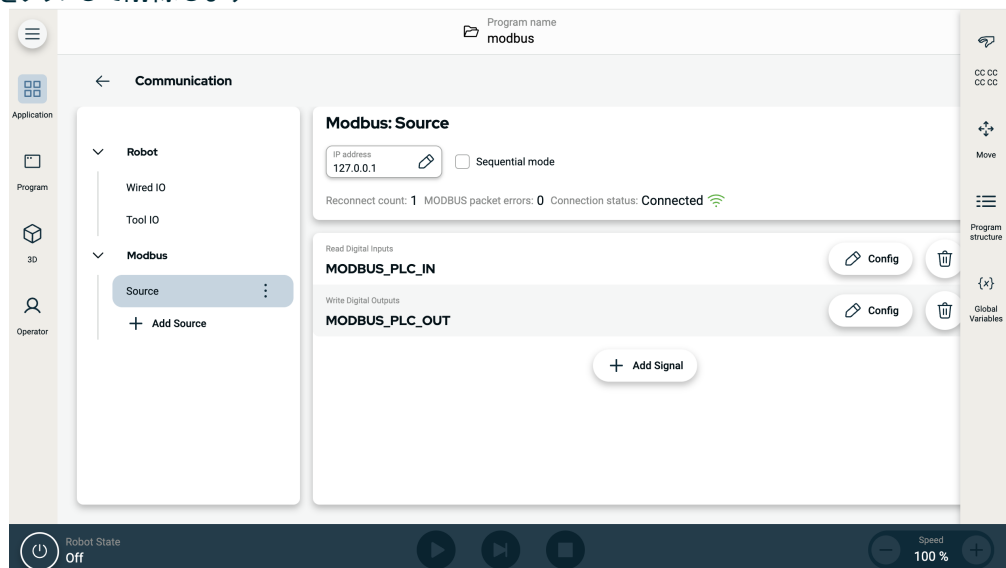 Program name
modbus
Communication
Application
Program
3D
Operator
Robot
Wired IO
Tool IO
Modbus
Source
Add Source
Modbus: Source
IP address
127.0.0.1
Sequential mode
Reconnect count: 1 MODBUS packet errors: 0 Connection status: Connected
Read Digital Inputs
MODBUS_PLC_IN
Config
Write Digital Outputs
MODBUS_PLC_OUT
Config
Add Signal
CC CC
CC CC
Move
Program
structure
{x}
Global
Variables
Robot State
Off
Speed
100 %